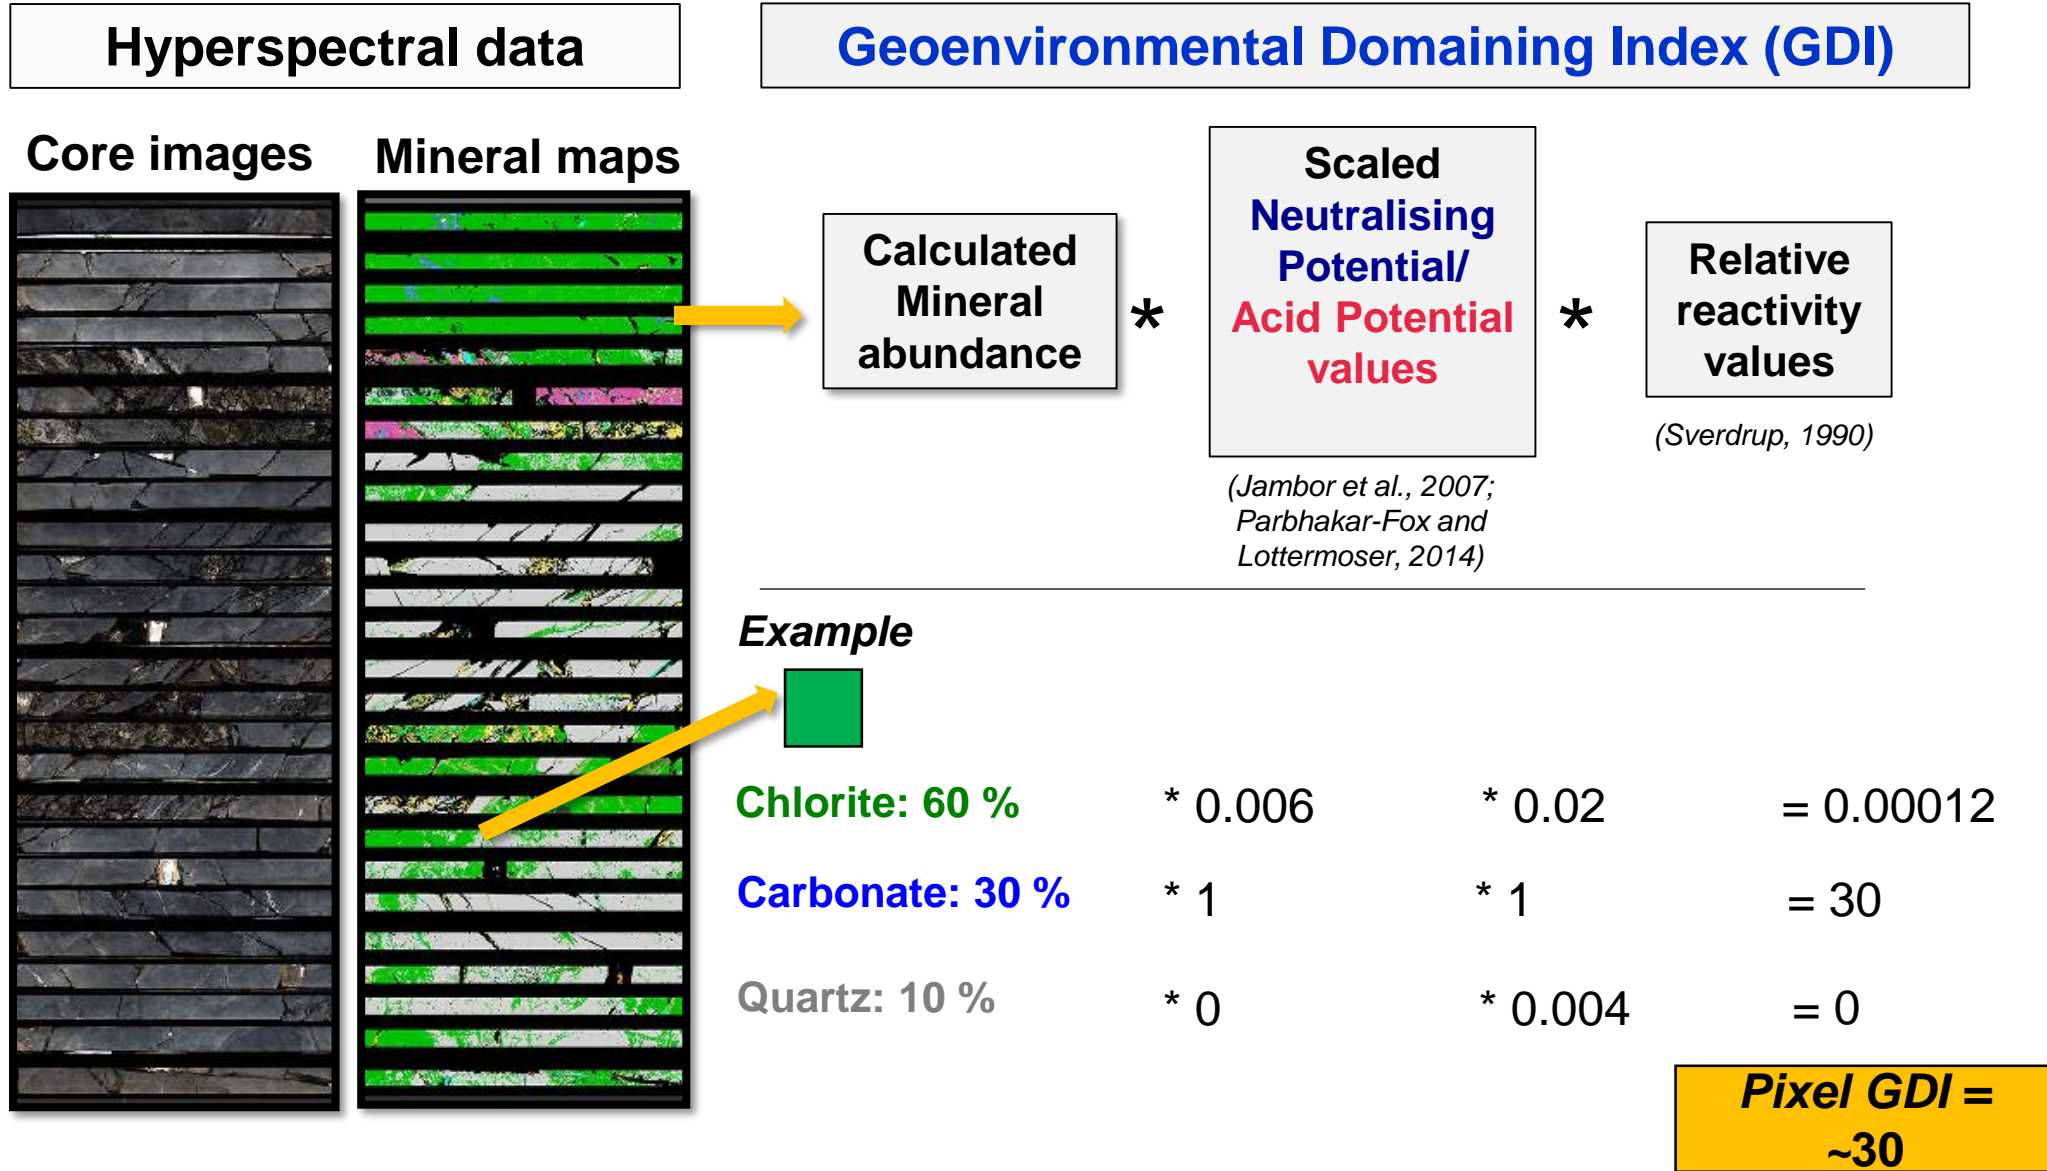 Hyperspectral data
Geoenvironmental Domaining Index (GDI)
Core images
Mineral maps
Calculated
Mineral
abundance
*
Scaled
Neutralising
Potential/
Acid Potential
values
*
Relative
reactivity
values
(Jambor et al., 2007;
Parbhakar-Fox and
Lottermoser, 2014)
(Sverdrup, 1990)
Example
Chlorite: 60 % * 0.006 * 0.02 = 0.00012
Carbonate: 30 % * 1 * 1 = 30
Quartz: 10 % * 0 * 0.004 = 0
Pixel GDI =
~30